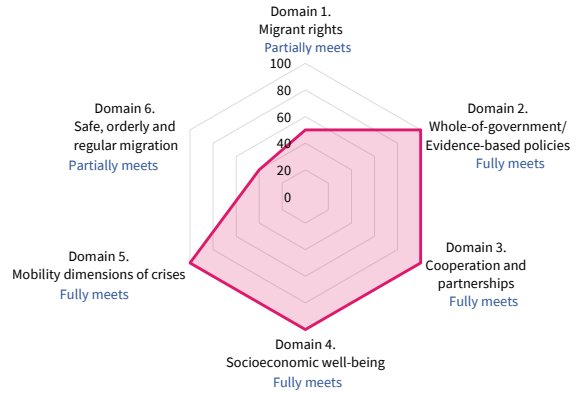 Domain 1.
Migrant rights
Partially meets
100
80
60
40
20
0
Domain 2.
Whole-of-government/
Evidence-based policies
Fully meets
Domain 3.
Cooperation and
partnerships
Fully meets
Domain 4.
Socioeconomic well-being
Fully meets
Domain 5.
Mobility dimensions of crises
Fully meets
Domain 6.
Safe, orderly and
regular migration
Partially meets